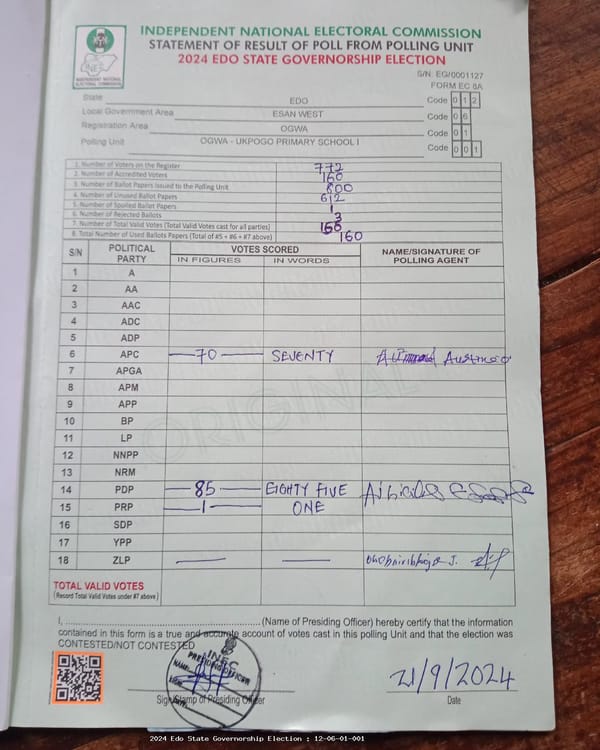 INDEPENDENT NATIONAL ELECTORAL COMMISSION
STATEMENT OF RESULT OF POLL FROM POLLING UNIT
2024 EDO STATE GOVERNORSHIP ELECTION
S/N EG/0001127
FORM EC 8A
INEC
INDEPENDENT NATIONAL ELECTORAL COMMISSION
State EDO Code 0 1 2
Local Government Area ESAN WEST Code 0 6
Registration Area OGWA Code 0 1
Polling Unit OGWA - UKPOGO PRIMARY SCHOOL I Code 0 0 1
1. Number of Voters on the Register 772
2. Number of Accredited Voters 160
3. Number of Ballot Papers Issued to the Polling Unit 800
4. Number of Unused Ballot Papers 612
5. Number of Spoiled Ballot Papers 1
6. Number of Rejected Ballots 3
7. Number of Total Valid Votes (Total Valid Votes cast for all parties)
8. Total Number of Used Ballots Papers (Total of #5 + #6 + #7 above) 160
S/N POLITICAL PARTY VOTES SCORED NAME/SIGNATURE OF POLLING AGENT
IN FIGURES IN WORDS
1 A
2 AA
3 AAC
4 ADC
5 ADP
6 APC 70 SEVENTY
7 APGA
8 APM
9 APP
10 BP
11 LP
12 NNPP
13 NRM
14 PDP 85 EIGHTY FIVE
15 PRP 1 ONE
16 SDP
17 YPP
18 ZLP J.
ORIGINAL
TOTAL VALID VOTES
(Record Total Valid Votes under #7 above)
I, (Name of Presiding Officer) hereby certify that the information
contained in this form is a true and accurate account of votes cast in this polling Unit and that the election was
CONTESTED/NOT CONTESTED
INEC
PRESIDING OFFICER
NAME:
21/9/2024
Sign/Stamp of Presiding Officer
Date
2024 Edo State Governorship Election : 12-06-01-001